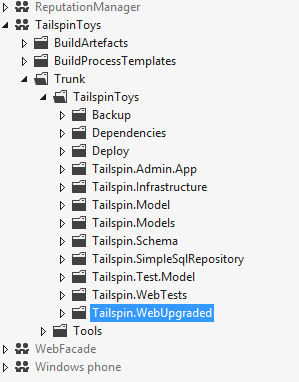 ReputationManager
TailspinToys
BuildArtefacts
BuildProcessTemplates
Trunk
TailspinToys
Backup
Dependencies
Deploy
Tailspin.Admin.App
Tailspin.Infrastructure
Tailspin.Model
Tailspin.Models
Tailspin.Schema
Tailspin.SimpleSqlRepository
Tailspin.Test.Model
Tailspin.WebTests
Tailspin.WebUpgraded
Tools
WebFacade
Windows phone